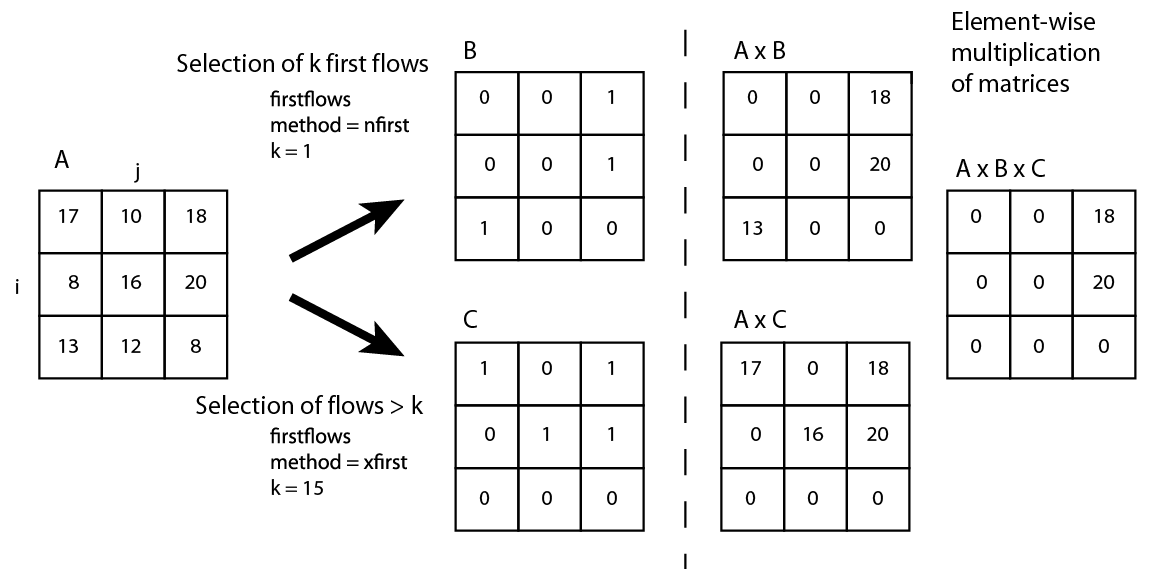 Selection of k first flows
firstflows
method = nfirst
k = 1
A
j
i
17 10 18
8 16 20
13 12 8
B
0 0 1
0 0 1
1 0 0
A x B
0 0 18
0 0 20
13 0 0
Element-wise
multiplication
of matrices
A x B x C
0 0 18
0 0 20
0 0 0
Selection of flows > k
firstflows
method = xfirst
k = 15
C
1 0 1
0 1 1
0 0 0
A x C
17 0 18
0 16 20
0 0 0